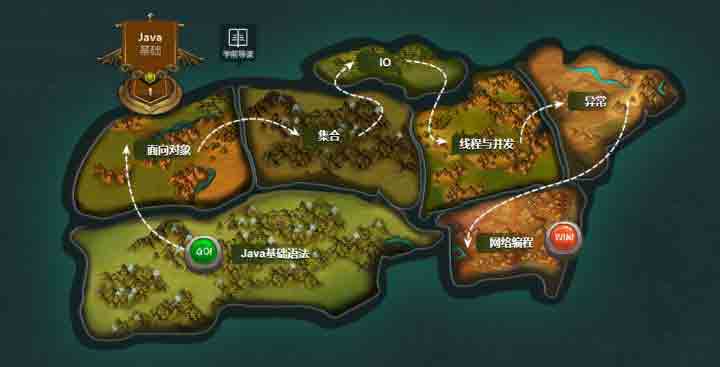 Java
基础
学前导读
IO
异常
面向对象
集合
线程与并发
GO!
Java基础语法
网络编程
WIN!